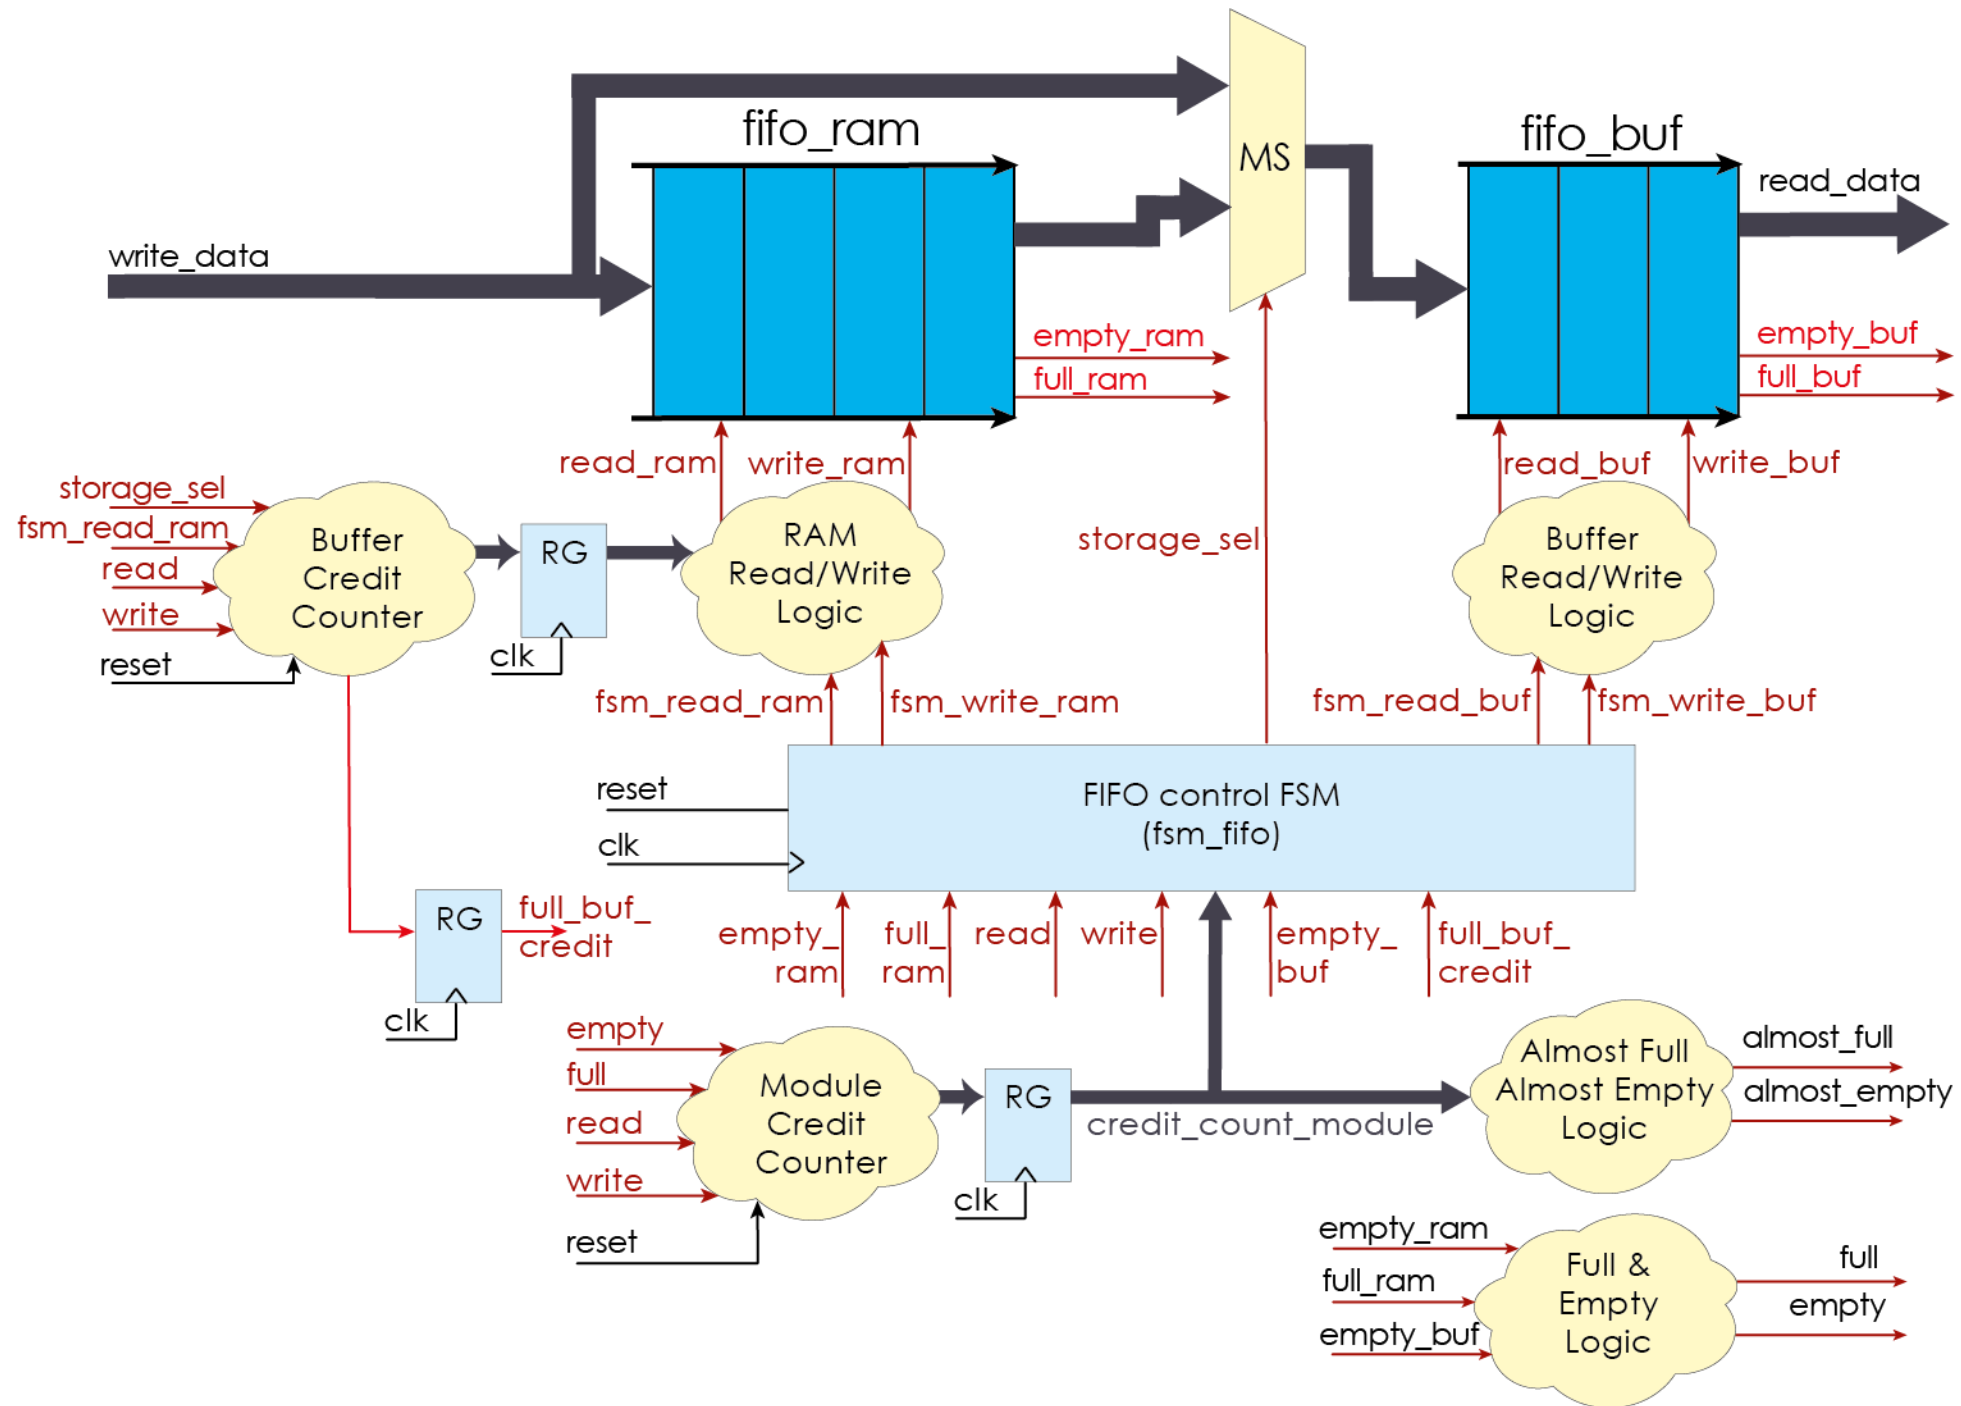 fifo_ram
fifo_buf
MS
read_data
write_data
empty_ram
full_ram
empty_buf
full_buf
read_ram
write_ram
read_buf
write_buf
storage_sel
fsm_read_ram
read
write
reset
Buffer
Credit
Counter
RG
clk
RAM
Read/Write
Logic
storage_sel
Buffer
Read/Write
Logic
fsm_read_ram
fsm_write_ram
fsm_read_buf
fsm_write_buf
reset
clk
FIFO control FSM
(fsm_fifo)
RG
clk
full_buf_
credit
empty_
ram
full_
ram
read
write
empty_
buf
full_buf_
credit
empty
full
read
write
reset
Module
Credit
Counter
RG
clk
credit_count_module
Almost Full
Almost Empty
Logic
almost_full
almost_empty
empty_ram
full_ram
empty_buf
Full &
Empty
Logic
full
empty